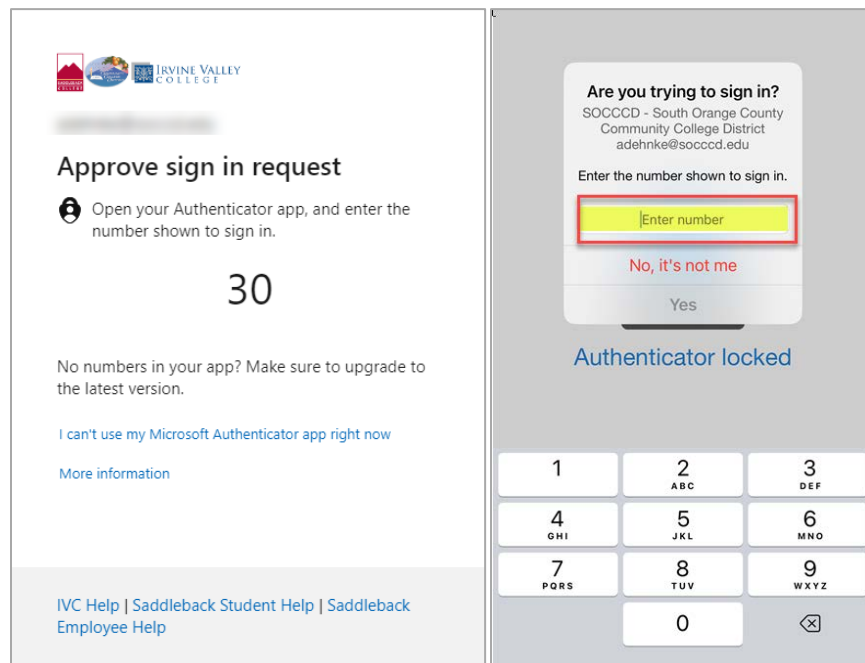 IRVINE VALLEY
COLLEGE
Approve sign in request
Open your Authenticator app, and enter the
number shown to sign in.
30
No numbers in your app? Make sure to upgrade to
the latest version.
I can't use my Microsoft Authenticator app right now
More information
IVC Help | Saddleback Student Help | Saddleback
Employee Help
Are you trying to sign in?
SOCCCD - South Orange County
Community College District
adehnke@socccd.edu
Enter the number shown to sign in.
Enter number
No, it's not me
Yes
Authenticator locked
1 2 3
ABC DEF
4 5 6
GHI JKL MNO
7 8 9
PQRS TUV WXYZ
0